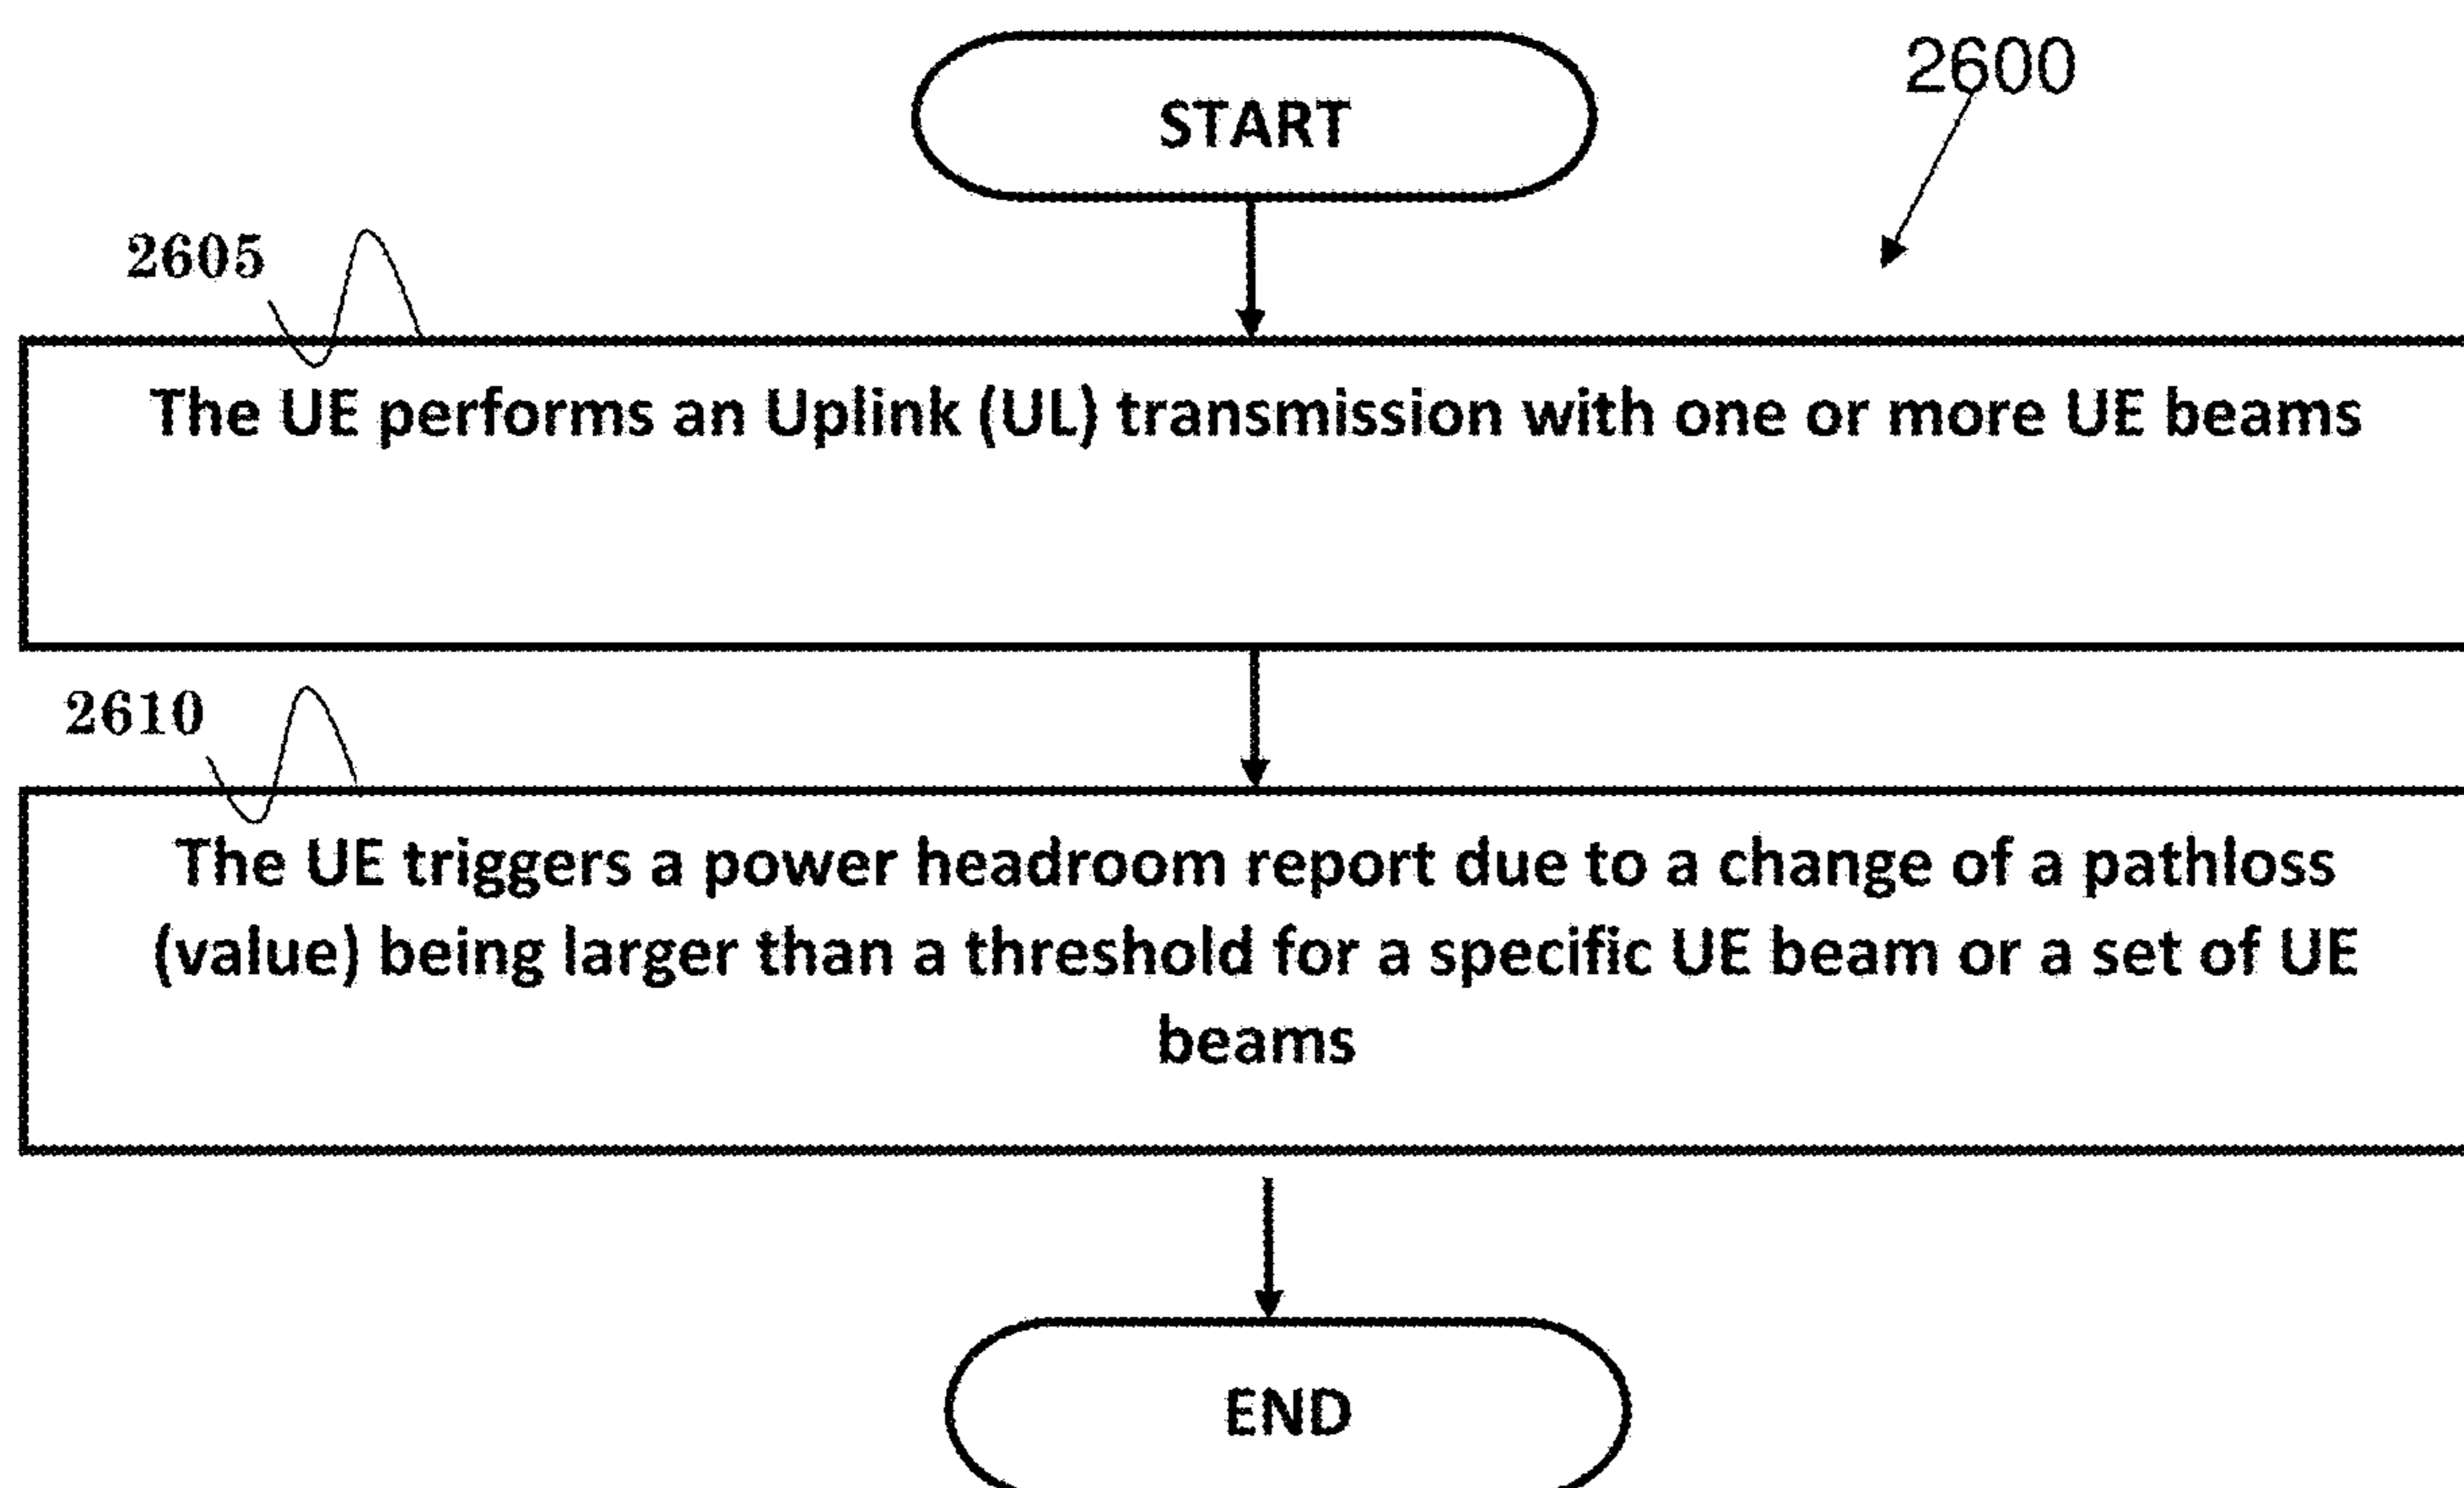 START
2600
2605
The UE performs an Uplink (UL) transmission with one or more UE beams
2610
The UE triggers a power headroom report due to a change of a pathloss
(value) being larger than a threshold for a specific UE beam or a set of UE
beams
END